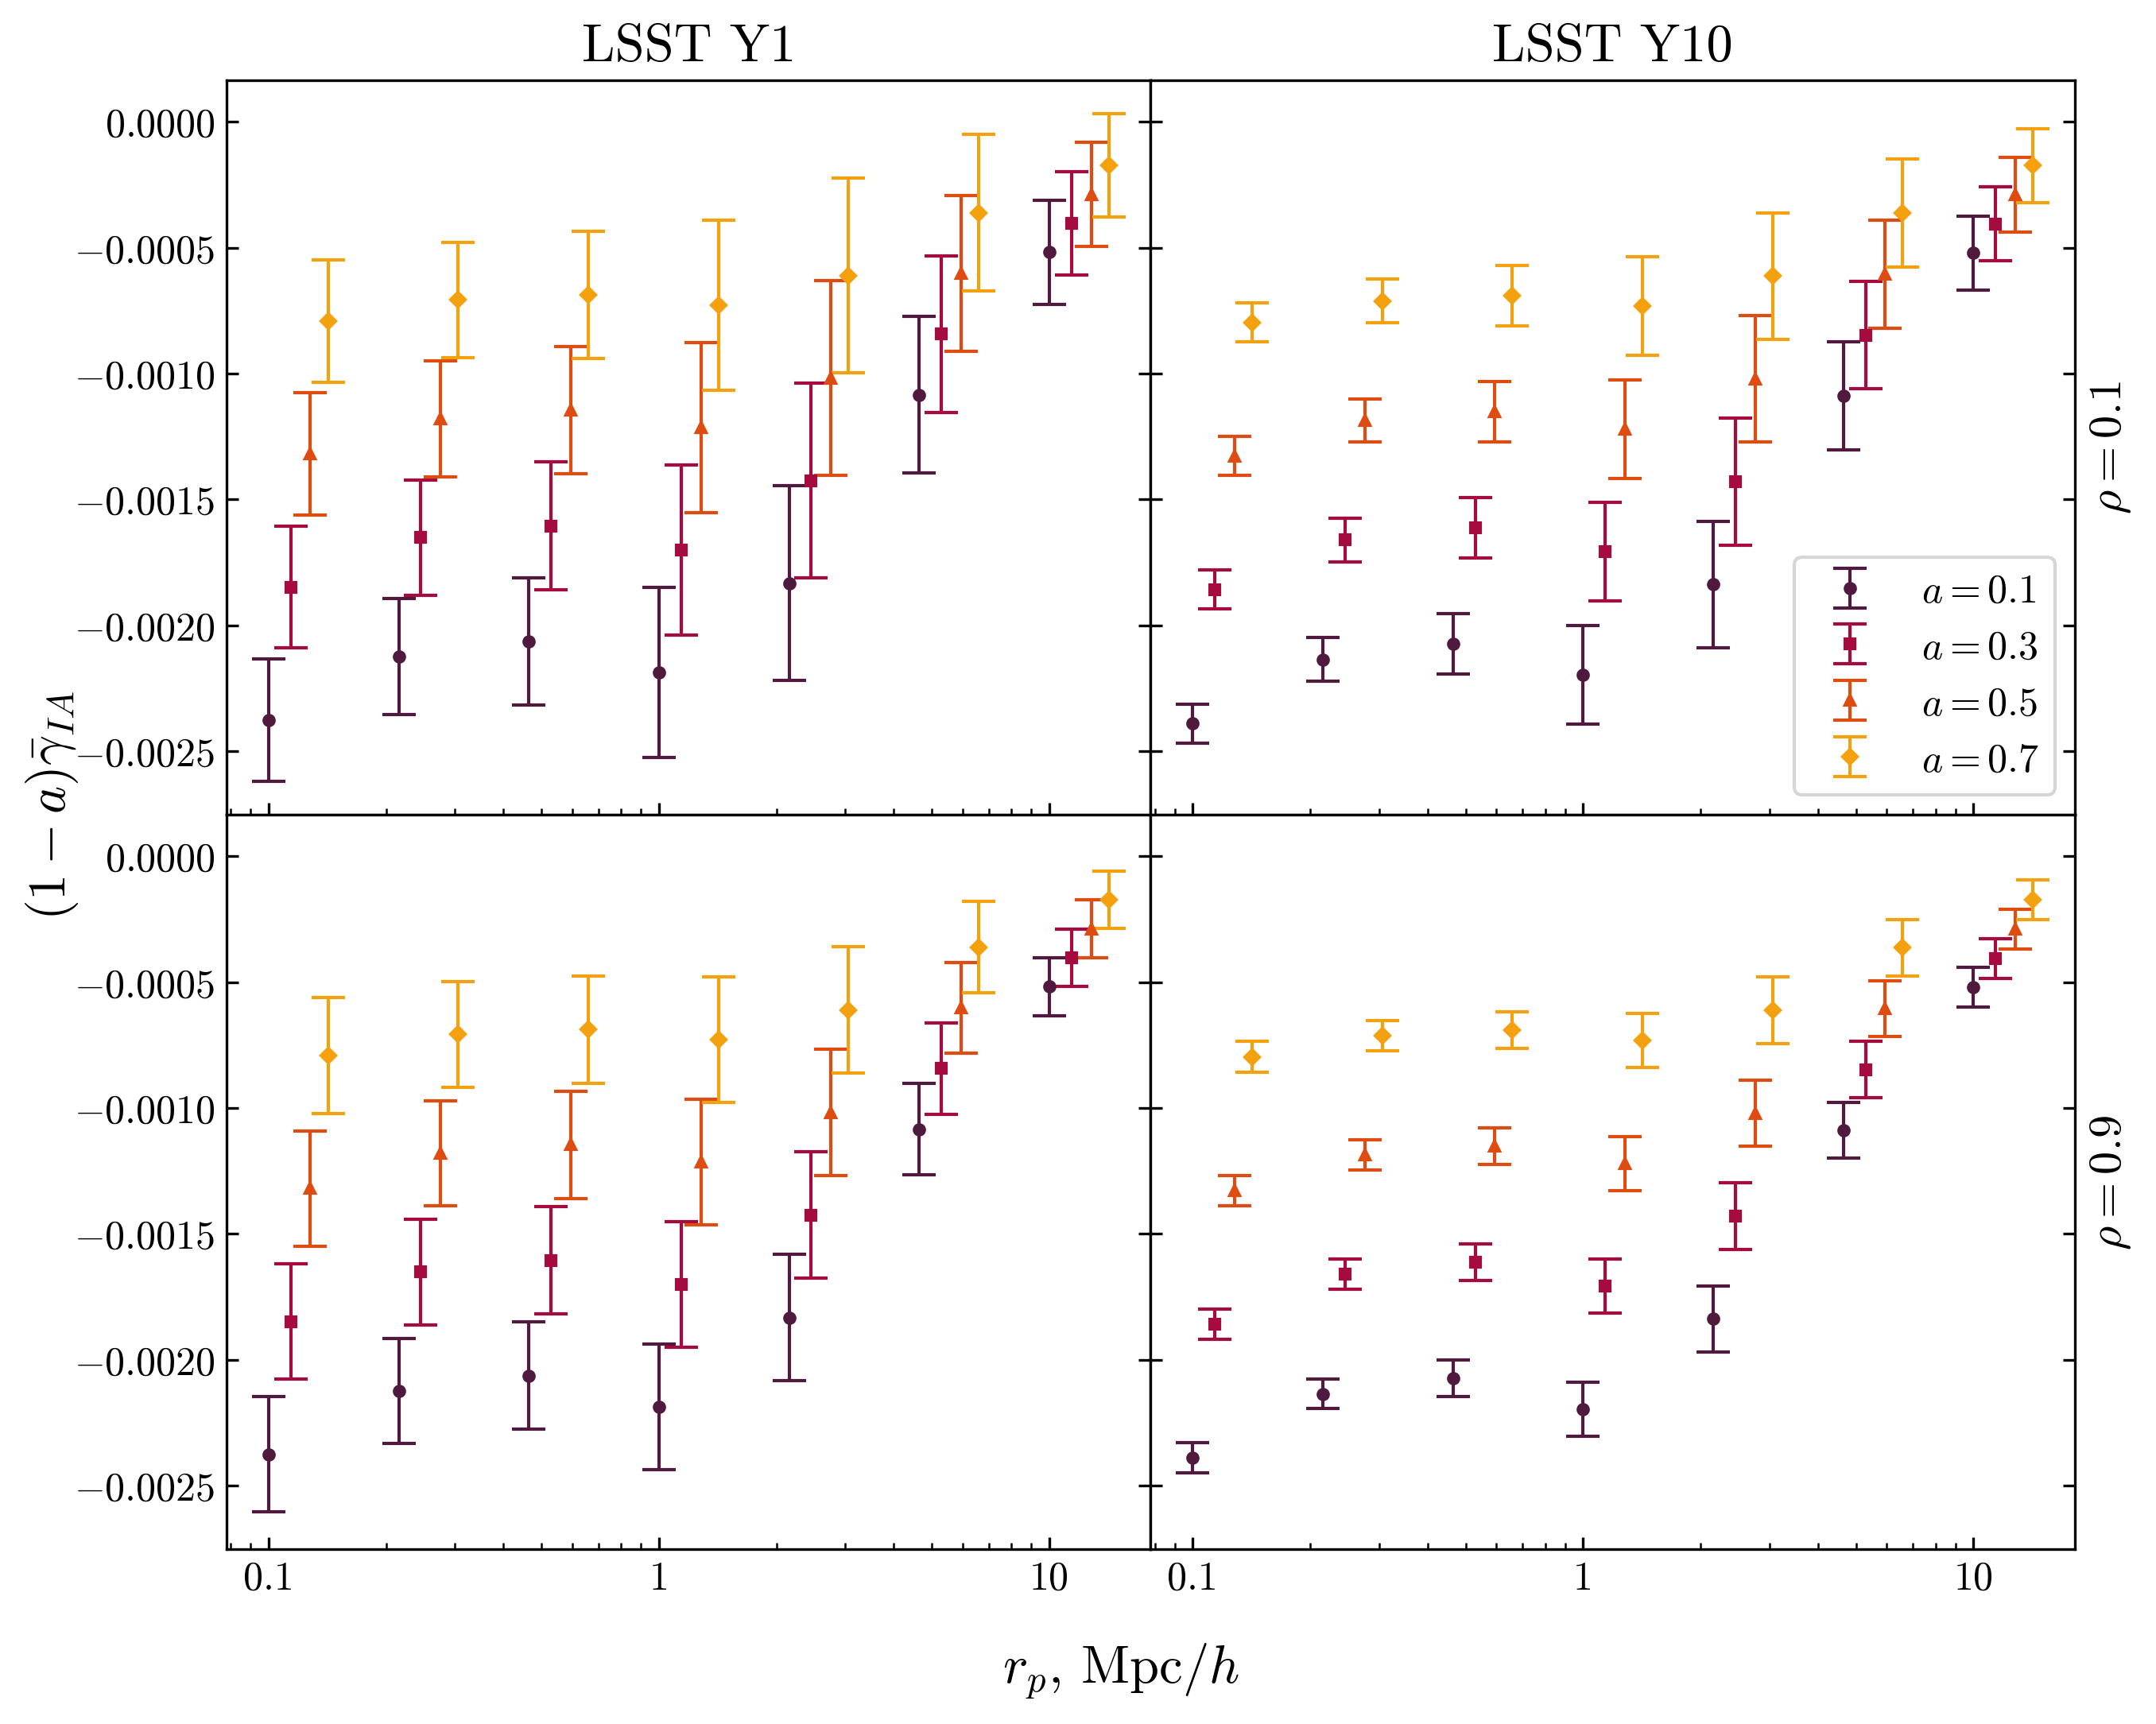 LSST Y1
LSST Y10
0.0000
−0.0005
−0.0010
−0.0015
−0.0020
−0.0025
ρ = 0.1
a = 0.1
a = 0.3
a = 0.5
a = 0.7
(1 − a)γ̄_IA
0.0000
−0.0005
−0.0010
−0.0015
−0.0020
−0.0025
ρ = 0.9
0.1 1 10
0.1 1 10
r_p, Mpc/h